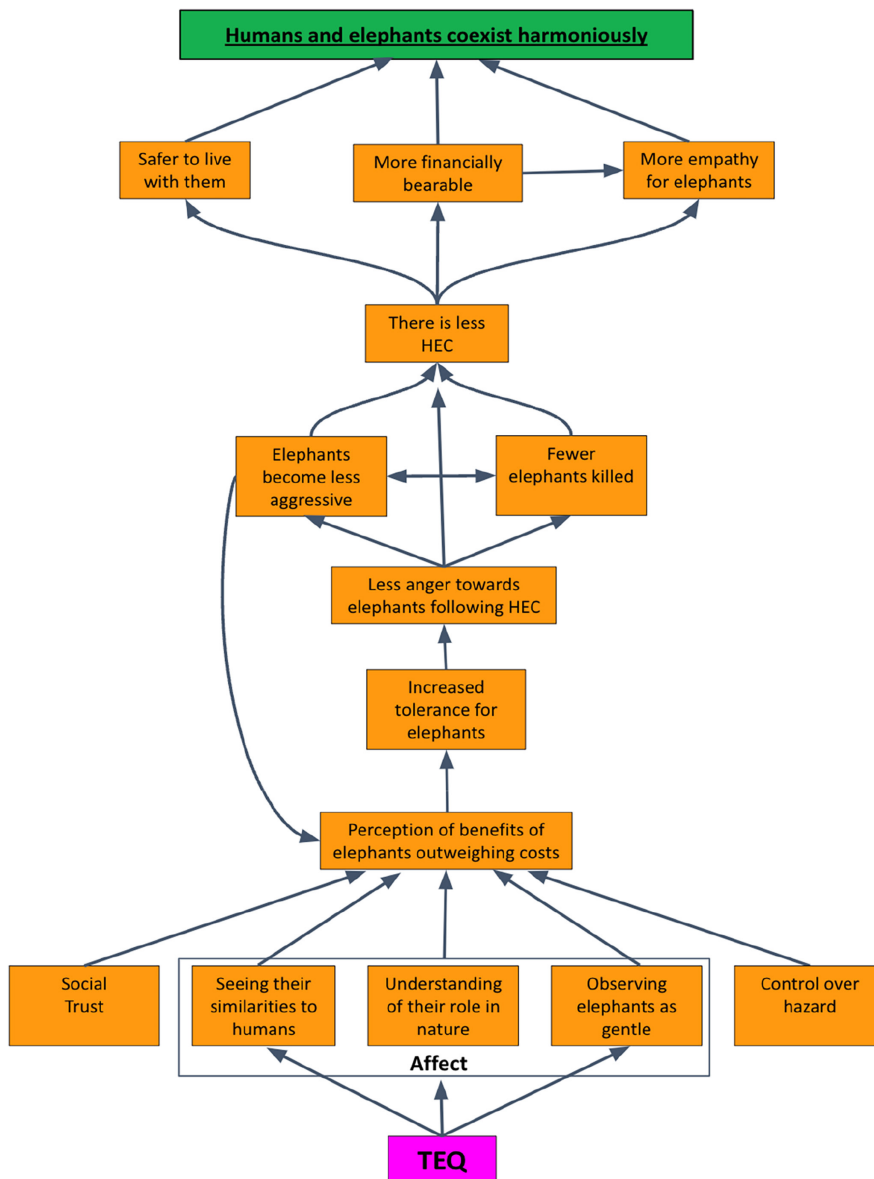 Humans and elephants coexist harmoniously
Safer to live
with them
More financially
bearable
More empathy
for elephants
There is less
HEC
Elephants
become less
aggressive
Fewer
elephants killed
Less anger towards
elephants following HEC
Increased
tolerance for
elephants
Perception of benefits of
elephants outweighing costs
Social
Trust
Seeing their
similarities to
humans
Understanding
of their role in
nature
Observing
elephants as
gentle
Control over
hazard
Affect
TEQ